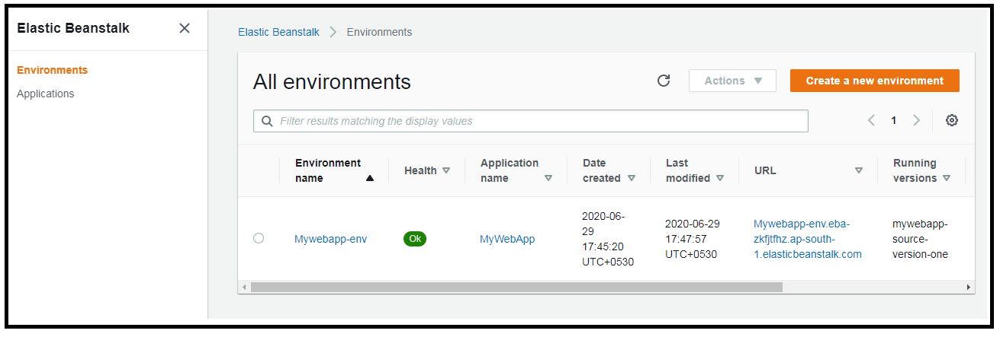 Elastic Beanstalk
Environments
Applications
Elastic Beanstalk
Environments
All environments
Actions
Create a new environment
Filter results matching the display values
1
Environment
name
Health
Application
name
Date
created
Last
modified
URL
Running
versions
Mywebapp-env
Ok
MyWebApp
2020-06-
29
17:45:20
UTC+0530
2020-06-29
17:47:57
UTC+0530
Mywebapp-env.eba-
zkfjtfhz.ap-south-
1.elasticbeanstalk.com
mywebapp-
source-
version-one